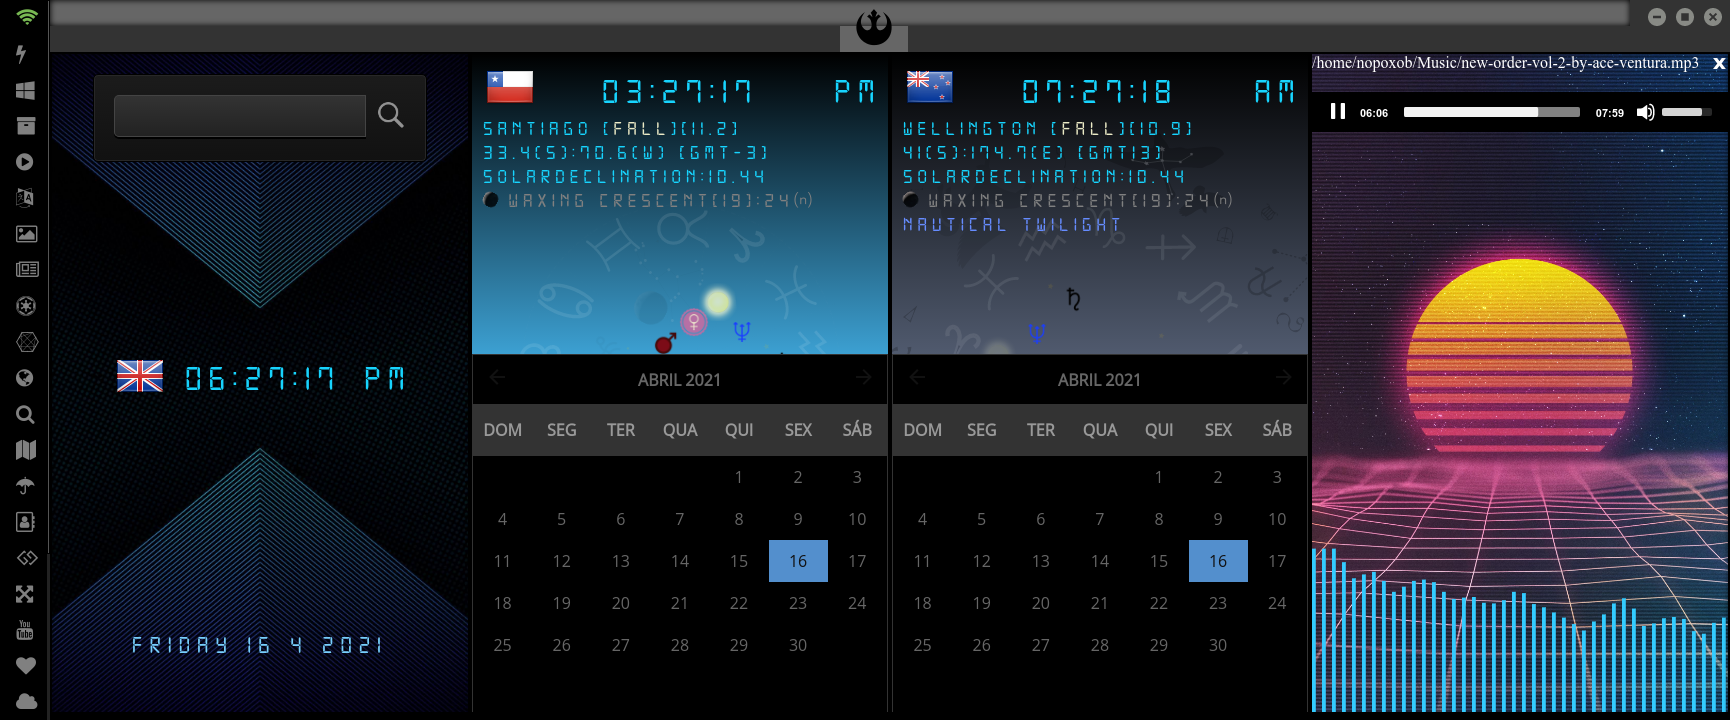 06:27:17 PM
FRIDAY 16 4 2021
03:27:17 PM
SANTIAGO [FALL][11.2]
33.4(S):70.6(W) [GMT-3]
SOLARDECLINATION:10.44
WAXING CRESCENT[19]:24(n)
ABRIL 2021
DOM SEG TER QUA QUI SEX SÁB
1 2 3
4 5 6 7 8 9 10
11 12 13 14 15 16 17
18 19 20 21 22 23 24
25 26 27 28 29 30
07:27:18 AM
WELLINGTON [FALL][10.9]
41(S):174.7(E) [GMT13]
SOLARDECLINATION:10.44
WAXING CRESCENT[19]:24(n)
NAUTICAL TWILIGHT
ABRIL 2021
DOM SEG TER QUA QUI SEX SÁB
1 2 3
4 5 6 7 8 9 10
11 12 13 14 15 16 17
18 19 20 21 22 23 24
25 26 27 28 29 30
/home/nopoxob/Music/new-order-vol-2-by-ace-ventura.mp3 x
06:06 07:59
You
Tube